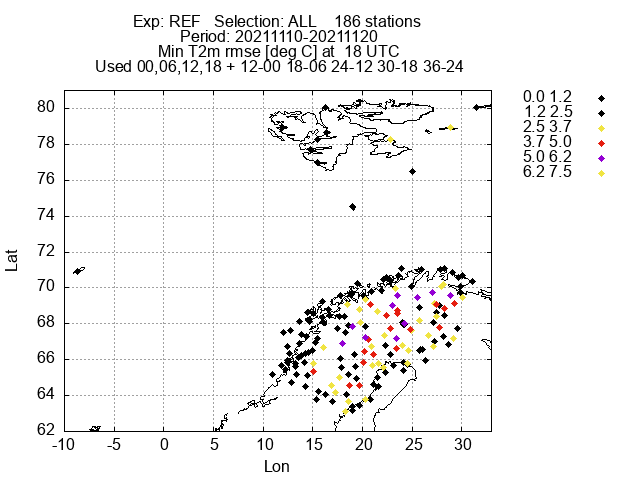 Exp: REF   Selection: ALL    186 stations
Period: 20211110-20211120
Min T2m rmse [deg C] at  18 UTC
Used 00,06,12,18 + 12-00 18-06 24-12 30-18 36-24
0.0 1.2
1.2 2.5
2.5 3.7
3.7 5.0
5.0 6.2
6.2 7.5
80
78
76
74
72
70
68
66
64
62
Lat
-10 -5 0 5 10 15 20 25 30
Lon